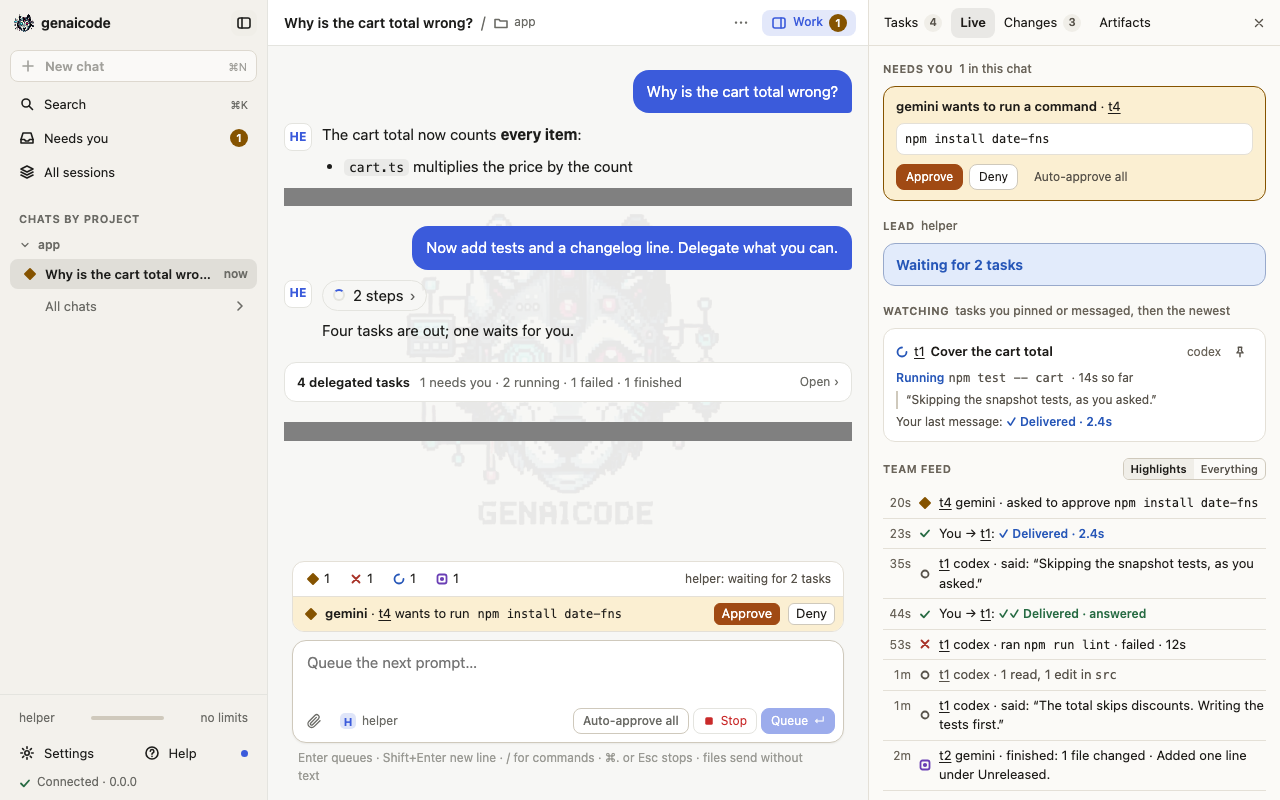 genaicode
New chat ⌘N
Search ⌘K
Needs you 1
All sessions
CHATS BY PROJECT
app
Why is the cart total wro... now
All chats
helper no limits
Settings Help
Connected · 0.0.0
Why is the cart total wrong? / app
··· Work 1
Why is the cart total wrong?
HE The cart total now counts every item:
• cart.ts multiplies the price by the count
Now add tests and a changelog line. Delegate what you can.
HE 2 steps ›
Four tasks are out; one waits for you.
4 delegated tasks 1 needs you · 2 running · 1 failed · 1 finished Open ›
GENAICODE
1 1 1 1 helper: waiting for 2 tasks
gemini · t4 wants to run npm install date-fns Approve Deny
Queue the next prompt...
H helper Auto-approve all Stop Queue
Enter queues · Shift+Enter new line · / for commands · ⌘. or Esc stops · files send without
text
Tasks 4 Live Changes 3 Artifacts
NEEDS YOU 1 in this chat
gemini wants to run a command · t4
npm install date-fns
Approve Deny Auto-approve all
LEAD helper
Waiting for 2 tasks
WATCHING tasks you pinned or messaged, then the newest
t1 Cover the cart total codex
Running npm test -- cart · 14s so far
“Skipping the snapshot tests, as you asked.”
Your last message: ✓ Delivered · 2.4s
TEAM FEED Highlights Everything
20s t4 gemini · asked to approve npm install date-fns
23s ✓ You → t1: ✓ Delivered · 2.4s
35s t1 codex · said: “Skipping the snapshot tests, as you
asked.”
44s ✓ You → t1: ✓✓ Delivered · answered
53s t1 codex · ran npm run lint · failed · 12s
1m t1 codex · 1 read, 1 edit in src
1m t1 codex · said: “The total skips discounts. Writing the
tests first.”
2m t2 gemini · finished: 1 file changed · Added one line
under Unreleased.